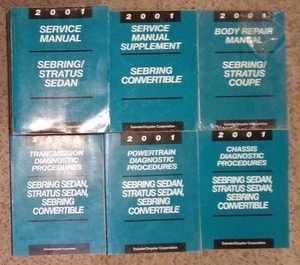 2001
SERVICE
MANUAL
SEBRING/
STRATUS
SEDAN
2001
SERVICE
MANUAL
SUPPLEMENT
SEBRING
CONVERTIBLE
DaimlerChrysler Corporation
2001
BODY REPAIR
MANUAL
SEBRING/
STRATUS
COUPE
TRANSMISSION
DIAGNOSTIC
PROCEDURES
SEBRING SEDAN,
STRATUS SEDAN,
SEBRING
CONVERTIBLE
DaimlerChrysler Corporation
2001
POWERTRAIN
DIAGNOSTIC
PROCEDURES
SEBRING SEDAN,
STRATUS SEDAN,
SEBRING
CONVERTIBLE
DaimlerChrysler Corporation
2001
CHASSIS
DIAGNOSTIC
PROCEDURES
SEBRING SEDAN,
STRATUS SEDAN,
SEBRING
CONVERTIBLE
DaimlerChrysler Corporation